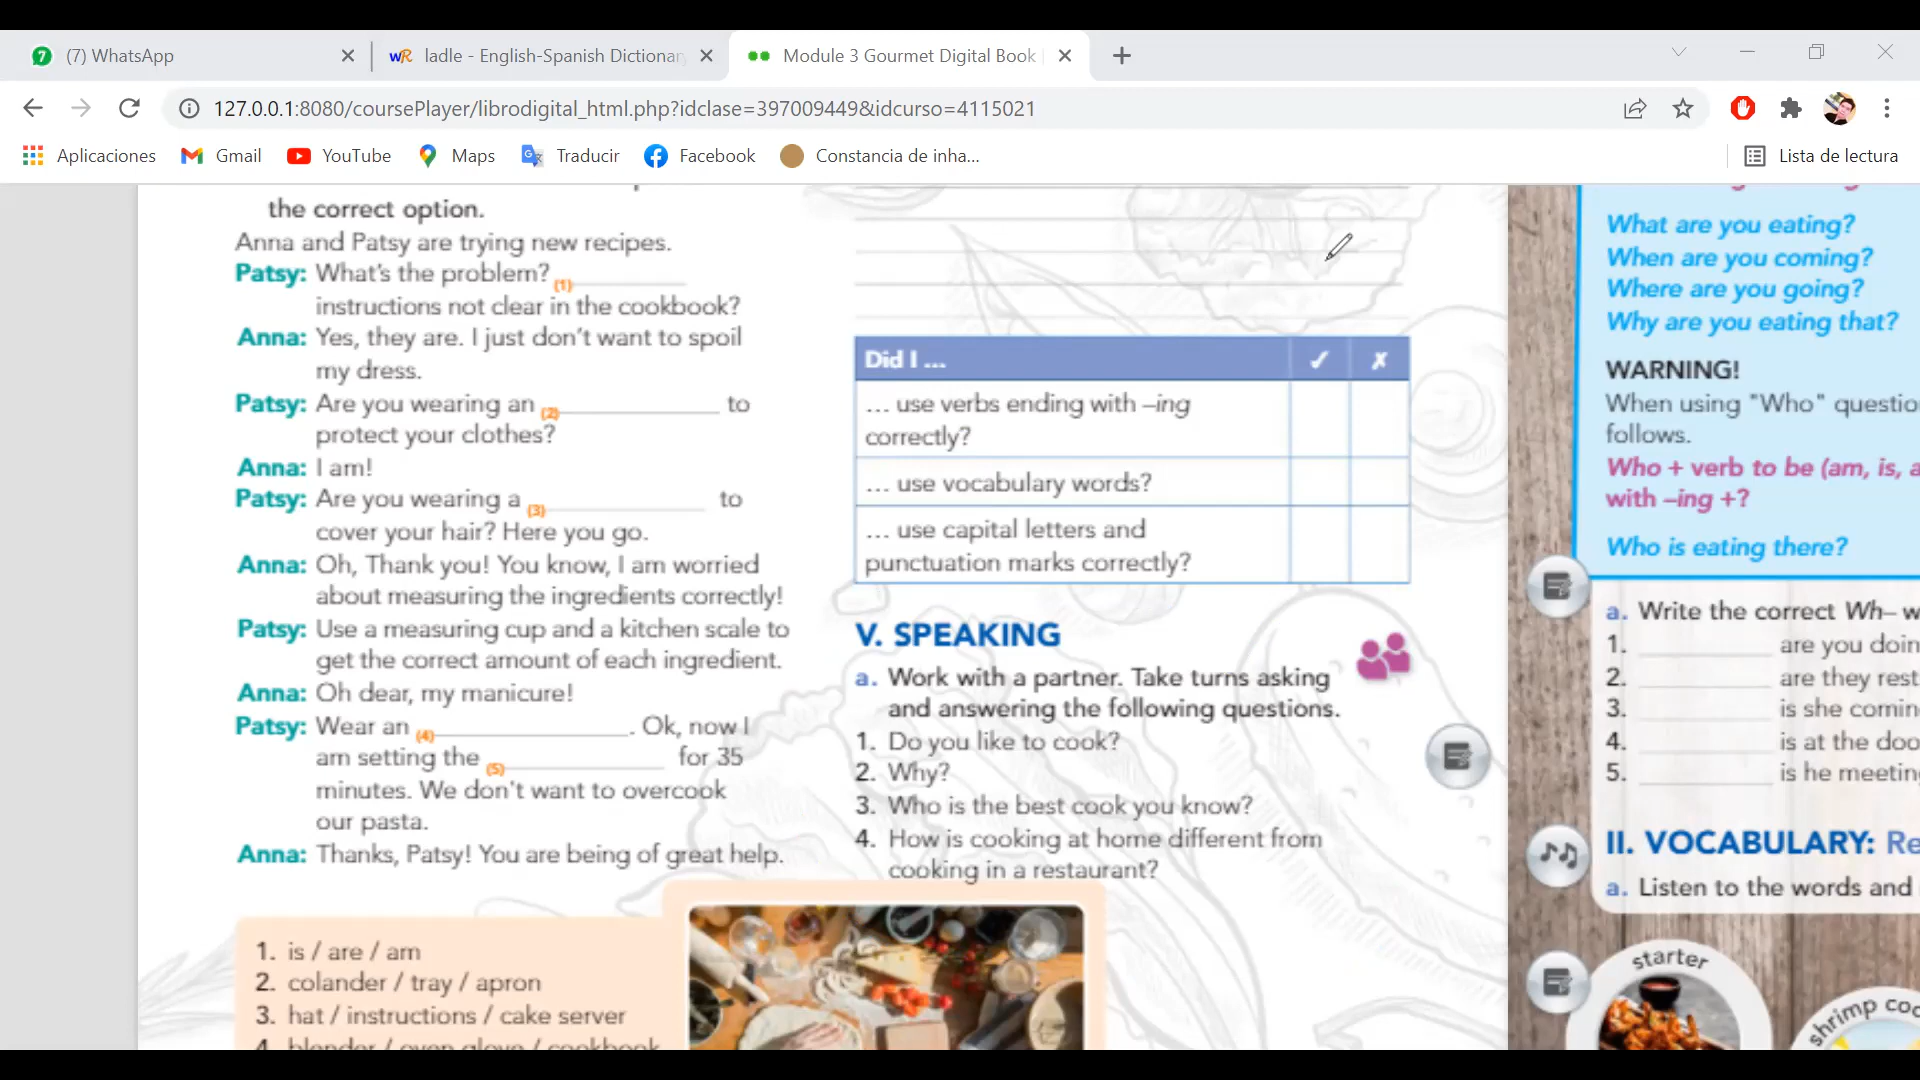 (7) WhatsApp
ladle - English-Spanish Dictionary
Module 3 Gourmet Digital Book
127.0.0.1:8080/coursePlayer/librodigital_html.php?idclase=397009449&idcurso=4115021
Aplicaciones
Gmail
YouTube
Maps
Traducir
Facebook
Constancia de inha...
Lista de lectura
the correct option.
Anna and Patsy are trying new recipes.
Patsy: What's the problem? (1)
instructions not clear in the cookbook?
Anna: Yes, they are. I just don't want to spoil
my dress.
Patsy: Are you wearing an (2) to
protect your clothes?
Anna: I am!
Patsy: Are you wearing a (3) to
cover your hair? Here you go.
Anna: Oh, Thank you! You know, I am worried
about measuring the ingredients correctly!
Patsy: Use a measuring cup and a kitchen scale to
get the correct amount of each ingredient.
Anna: Oh dear, my manicure!
Patsy: Wear an (4) . Ok, now I
am setting the (5) for 35
minutes. We don't want to overcook
our pasta.
Anna: Thanks, Patsy! You are being of great help.
1. is / are / am
2. colander / tray / apron
3. hat / instructions / cake server
4. blender / oven glove / cookbook
Did I ... ✓ ✗
... use verbs ending with –ing
correctly?
... use vocabulary words?
... use capital letters and
punctuation marks correctly?
V. SPEAKING
a. Work with a partner. Take turns asking
and answering the following questions.
1. Do you like to cook?
2. Why?
3. Who is the best cook you know?
4. How is cooking at home different from
cooking in a restaurant?
What are you eating?
When are you coming?
Where are you going?
Why are you eating that?
WARNING!
When using "Who" questio
follows.
Who + verb to be (am, is, a
with –ing +?
Who is eating there?
a. Write the correct Wh– w
1. are you doin
2. are they rest
3. is she comin
4. is at the doo
5. is he meeting
II. VOCABULARY: Re
a. Listen to the words and
starter
shrimp coc